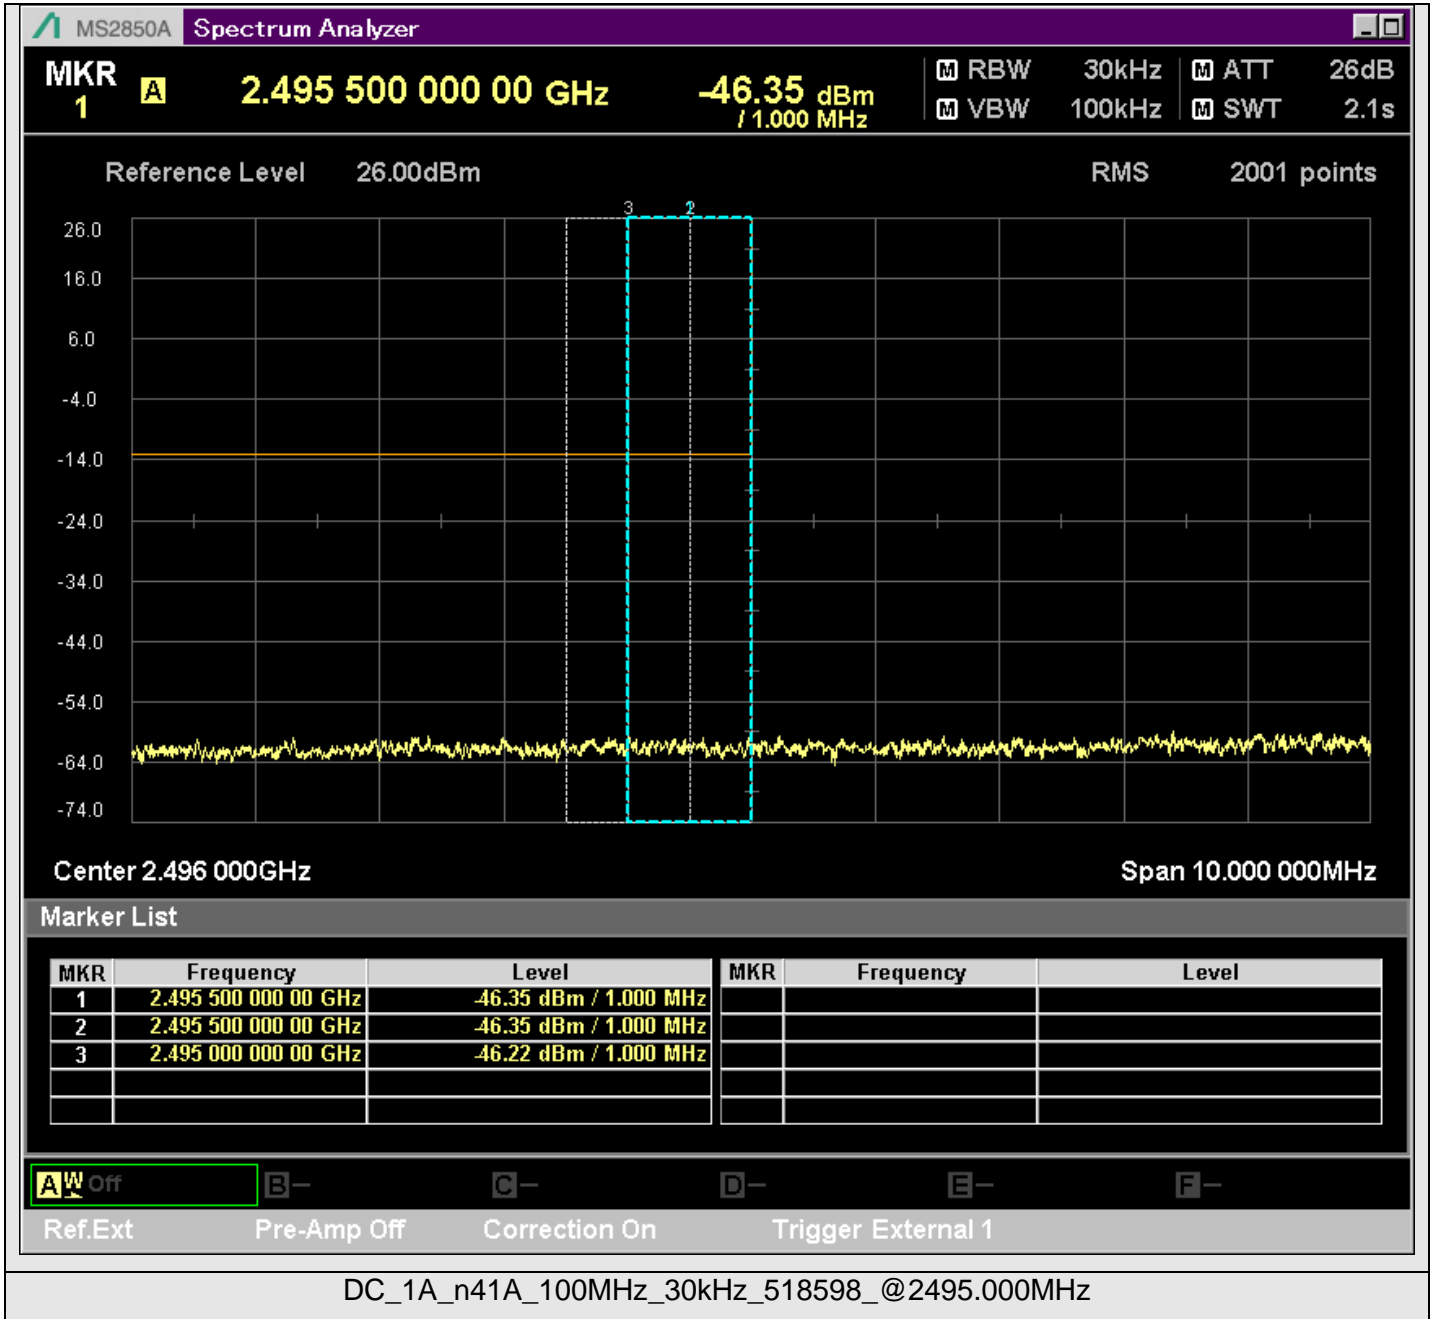 MS2850A Spectrum Analyzer
MKR 1 A 2.495 500 000 00 GHz -46.35 dBm / 1.000 MHz
M RBW 30kHz M ATT 26dB
M VBW 100kHz M SWT 2.1s
Reference Level 26.00dBm RMS 2001 points
3 2
26.0
16.0
6.0
-4.0
-14.0
-24.0
-34.0
-44.0
-54.0
-64.0
-74.0
Center 2.496 000GHz Span 10.000 000MHz
Marker List
MKR Frequency Level MKR Frequency Level
1 2.495 500 000 00 GHz -46.35 dBm / 1.000 MHz
2 2.495 500 000 00 GHz -46.35 dBm / 1.000 MHz
3 2.495 000 000 00 GHz -46.22 dBm / 1.000 MHz
A W Off B- C- D- E- F-
Ref.Ext Pre-Amp Off Correction On Trigger External 1
DC_1A_n41A_100MHz_30kHz_518598_@2495.000MHz